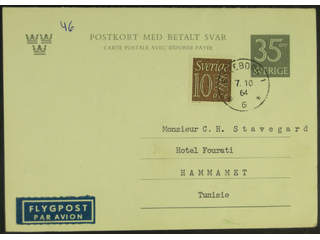 46
POSTKORT MED BETALT SVAR
CARTE POSTALE AVEC RÉPONSE PAYÉE
35
SVERIGE
Sverige
10
7. 10
64
6
Monsieur C. H. Stavegard
Hotel Fourati
HAMMAMET
Tunisie
FLYGPOST
PAR AVION